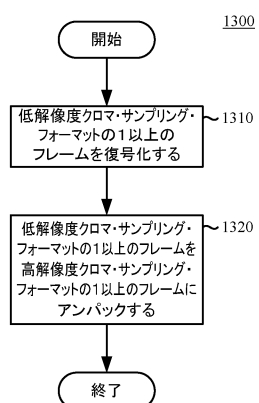 1300
開始
低解像度クロマ・サンプリング・
フォーマットの1以上の
フレームを復号化する
1310
低解像度クロマ・サンプリング・
フォーマットの1以上のフレームを
高解像度クロマ・サンプリング・
フォーマットの1以上のフレームに
アンパックする
1320
終了